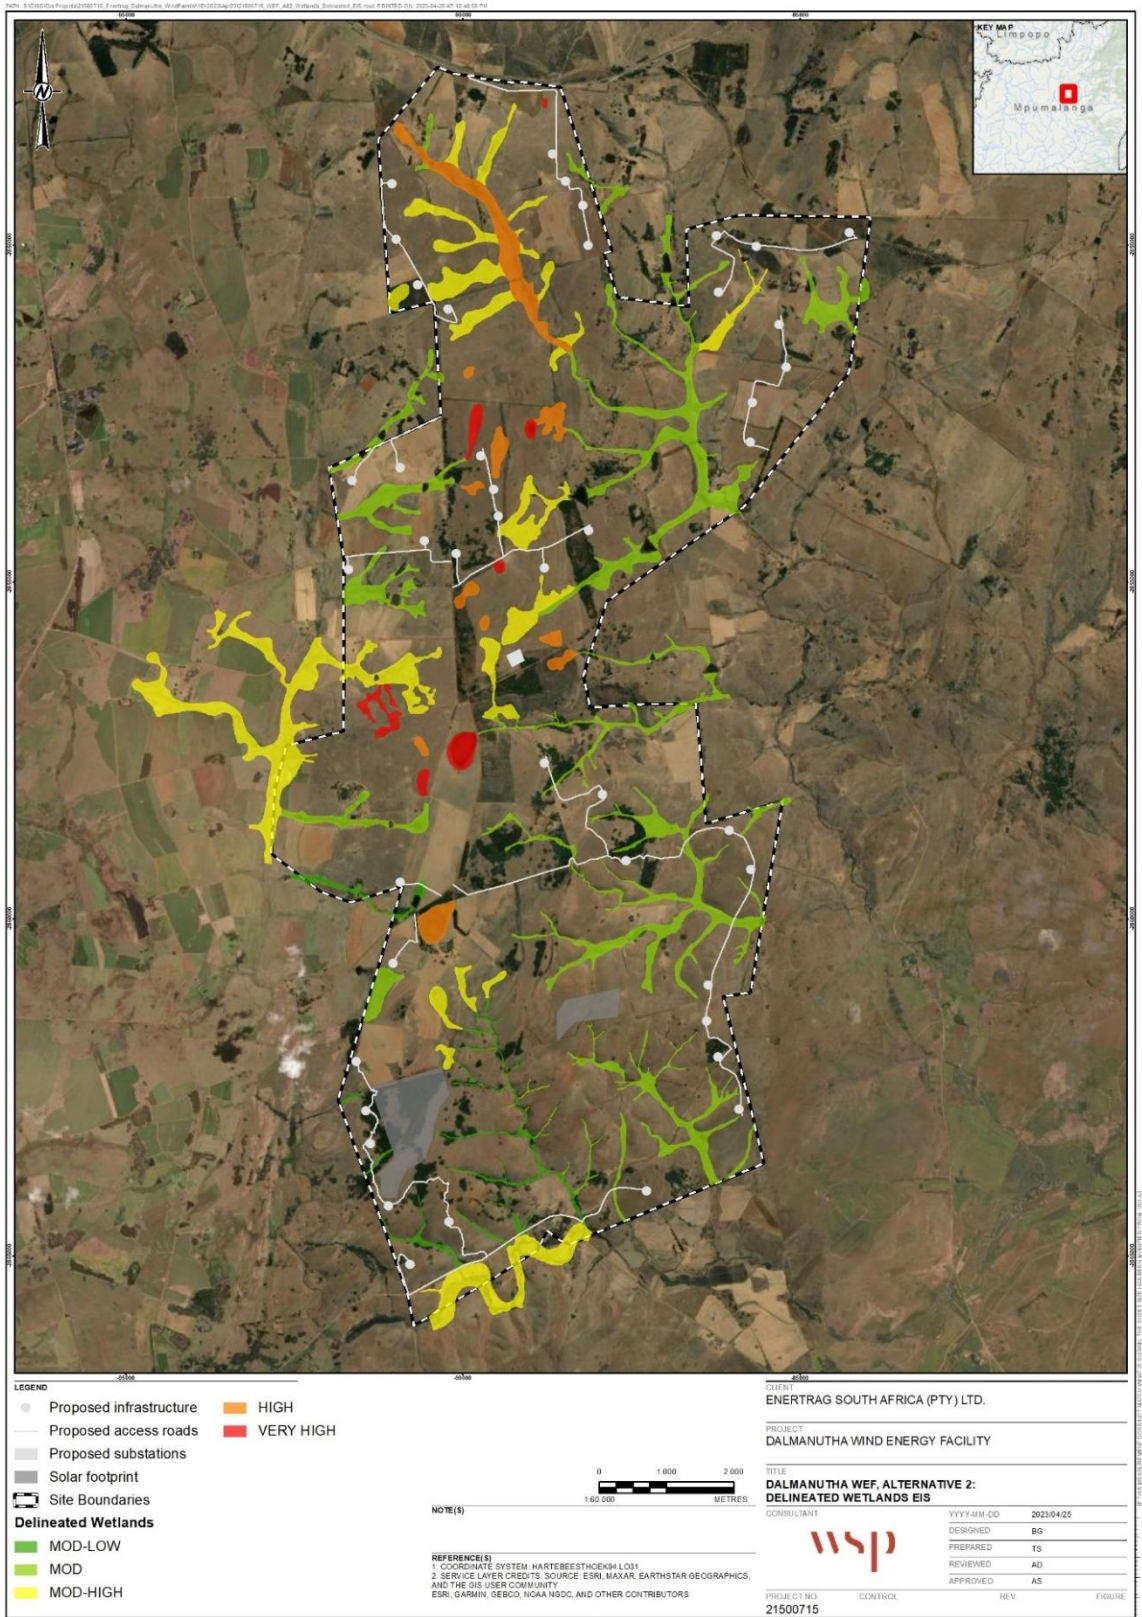 KEY MAP
Limpopo
Mpumalanga
N
LEGEND
Proposed infrastructure
Proposed access roads
Proposed substations
Solar footprint
Site Boundaries
Delineated Wetlands
MOD-LOW
MOD
MOD-HIGH
HIGH
VERY HIGH
0 1 000 2 000
1:60 000 METRES
NOTE(S)
REFERENCE(S)
1. COORDINATE SYSTEM: HARTEBEESTHOEK94 LO31
2. SERVICE LAYER CREDITS: SOURCE: ESRI, MAXAR, EARTHSTAR GEOGRAPHICS,
AND THE GIS USER COMMUNITY
ESRI, GARMIN, GEBCO, NOAA NGDC, AND OTHER CONTRIBUTORS
CLIENT
ENERTRAG SOUTH AFRICA (PTY) LTD.
PROJECT
DALMANUTHA WIND ENERGY FACILITY
TITLE
DALMANUTHA WEF, ALTERNATIVE 2:
DELINEATED WETLANDS EIS
CONSULTANT
wsp
YYYY-MM-DD 2023/04/25
DESIGNED BG
PREPARED TS
REVIEWED AD
APPROVED AS
PROJECT NO CONTROL REV. FIGURE
21500715